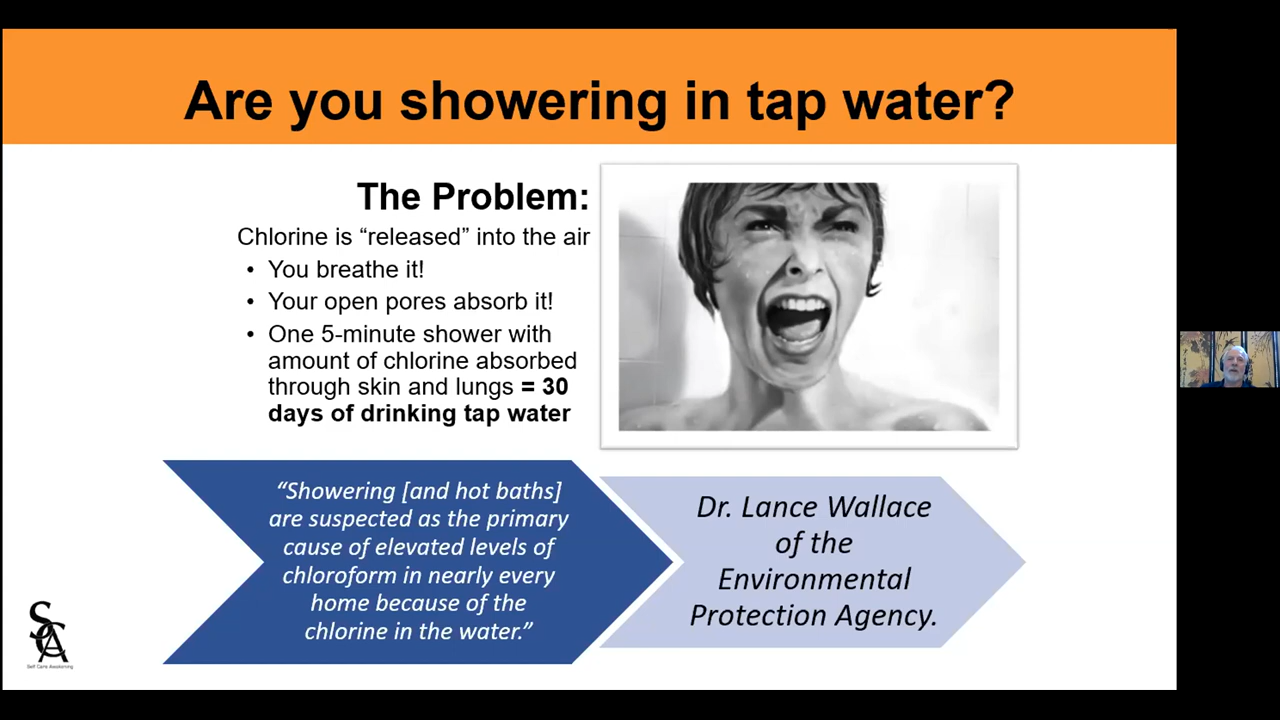 Are you showering in tap water?
The Problem:
Chlorine is “released” into the air
• You breathe it!
• Your open pores absorb it!
• One 5-minute shower with
amount of chlorine absorbed
through skin and lungs = 30
days of drinking tap water
“Showering [and hot baths]
are suspected as the primary
cause of elevated levels of
chloroform in nearly every
home because of the
chlorine in the water.”
Dr. Lance Wallace
of the
Environmental
Protection Agency.
SCA
Self Care Awakening